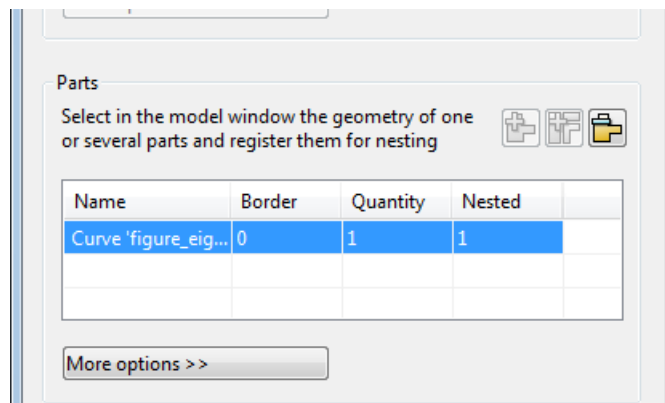 Parts
Select in the model window the geometry of one
or several parts and register them for nesting
Name Border Quantity Nested
Curve 'figure_eig... 0 1 1
More options >>